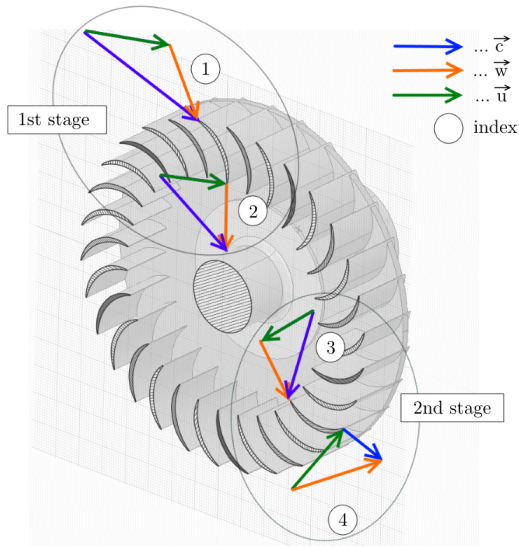 1
... c⃗
... w⃗
1st stage
... u⃗
index
2
3
2nd stage
4